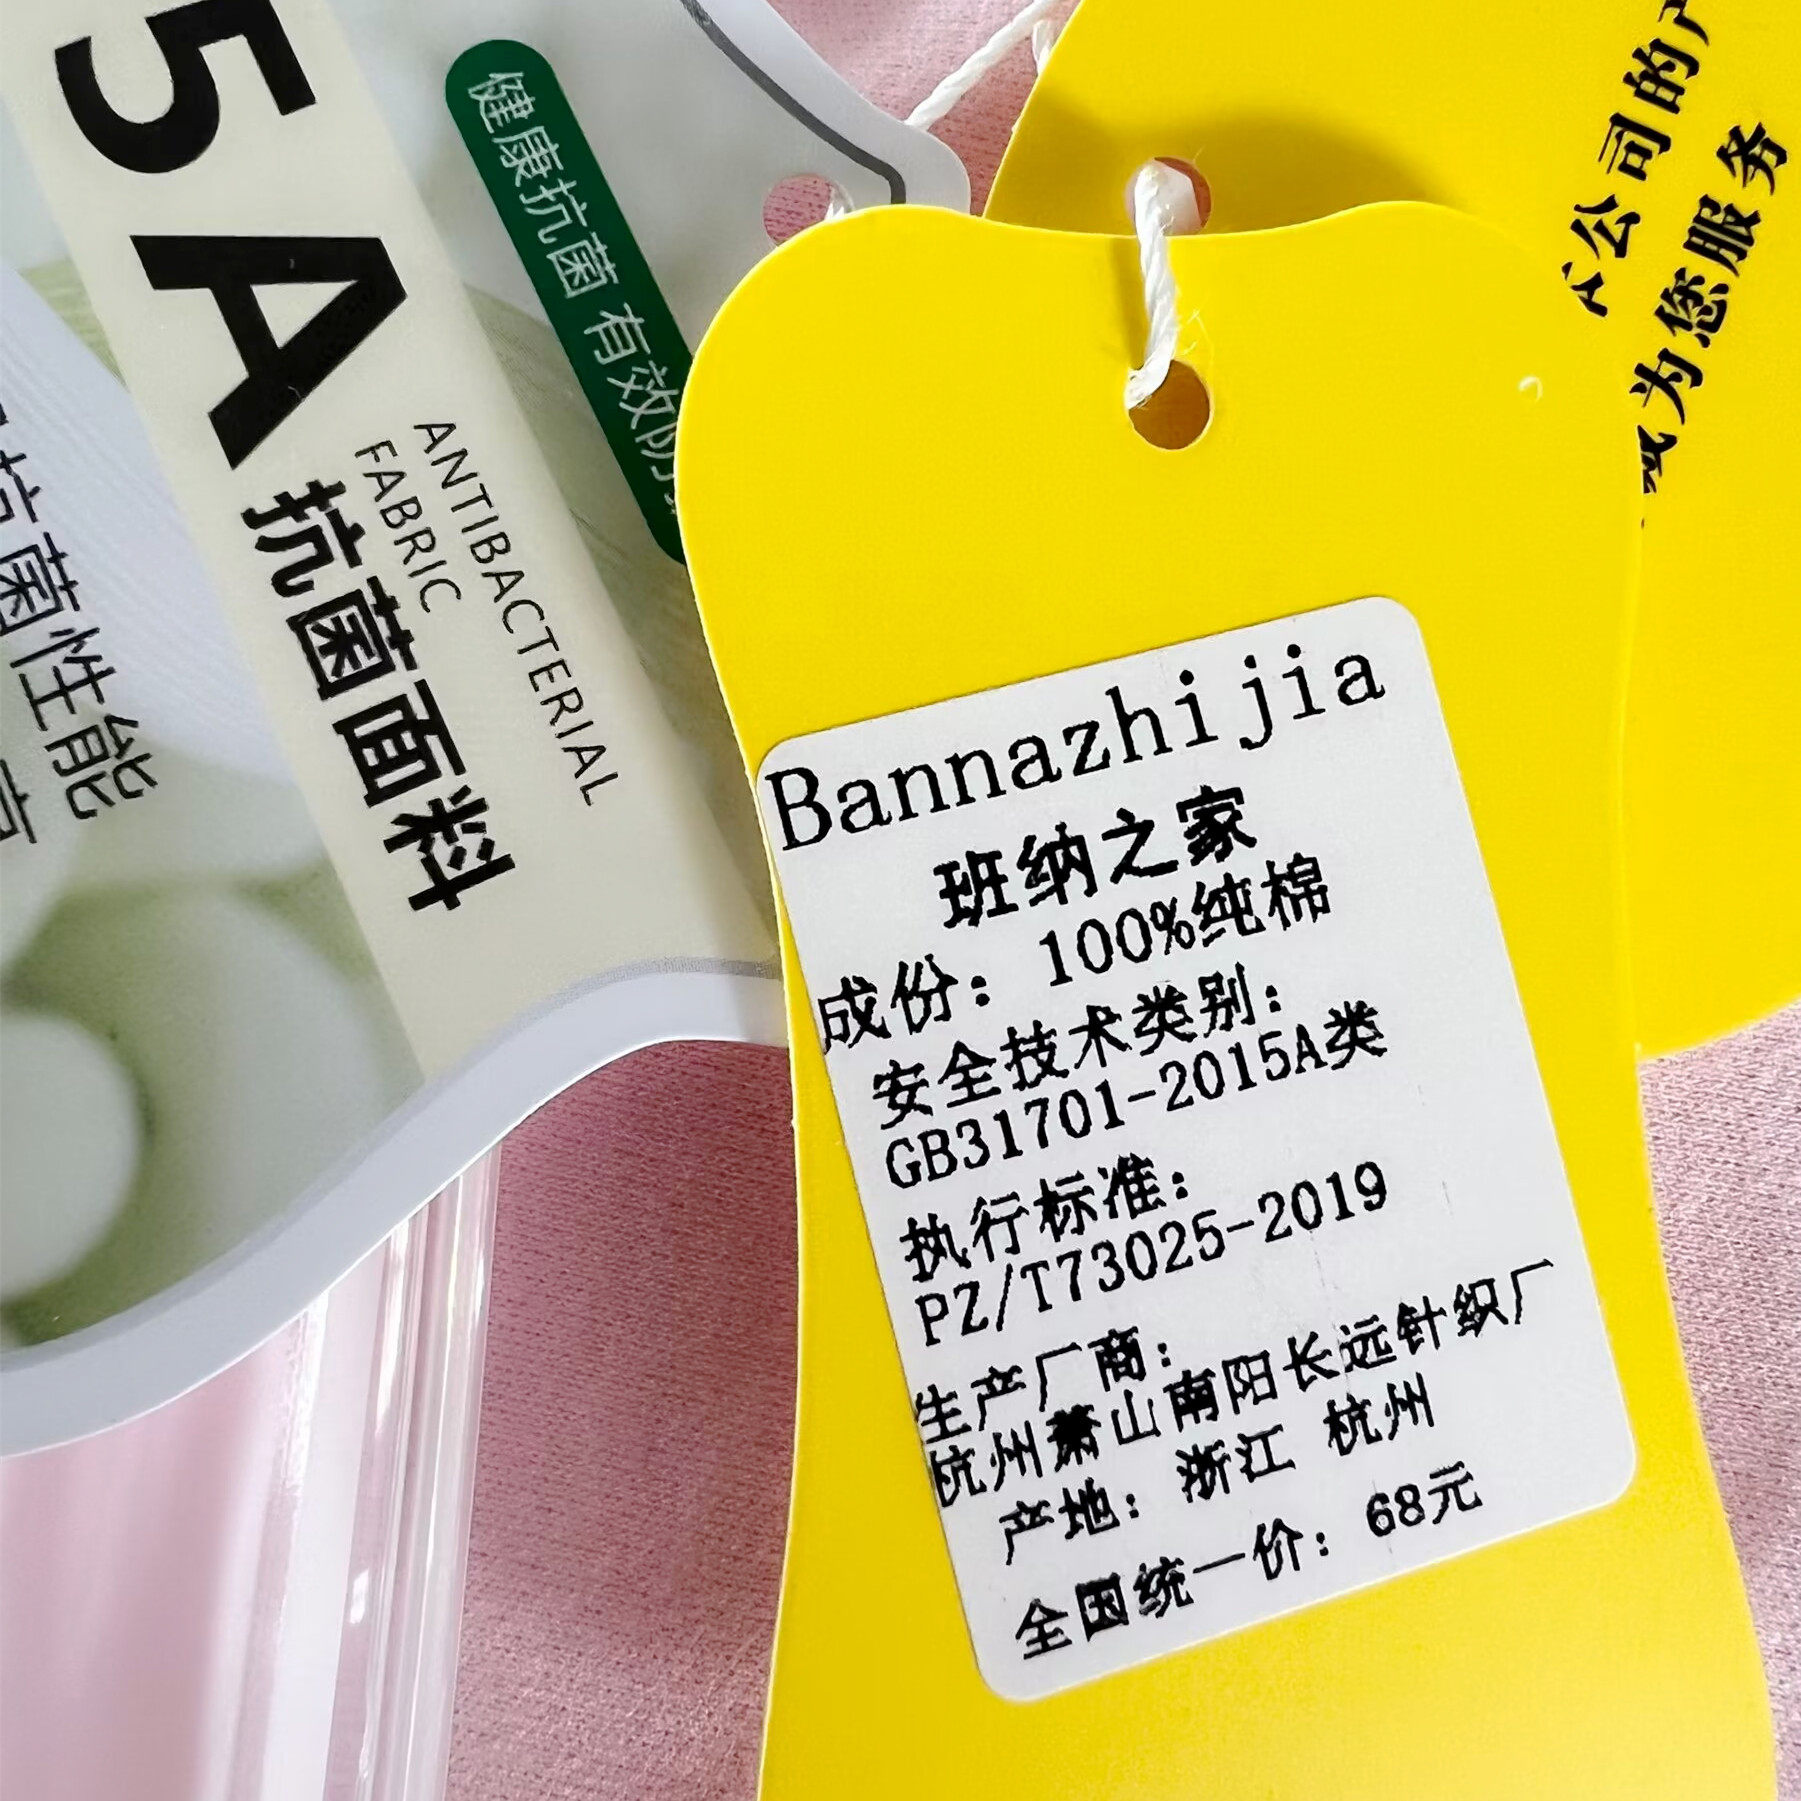 5A
ANTIBACTERIAL
FABRIC
抗菌面料
健康抗菌 有效防
抗菌性能
公司的产
为您服务
Bannazhijia
班纳之家
成份：100%纯棉
安全技术类别：
GB31701-2015A类
执行标准：
PZ/T73025-2019
生产厂商：
杭州萧山南阳长远针织厂
产地：浙江 杭州
全国统一价：68元